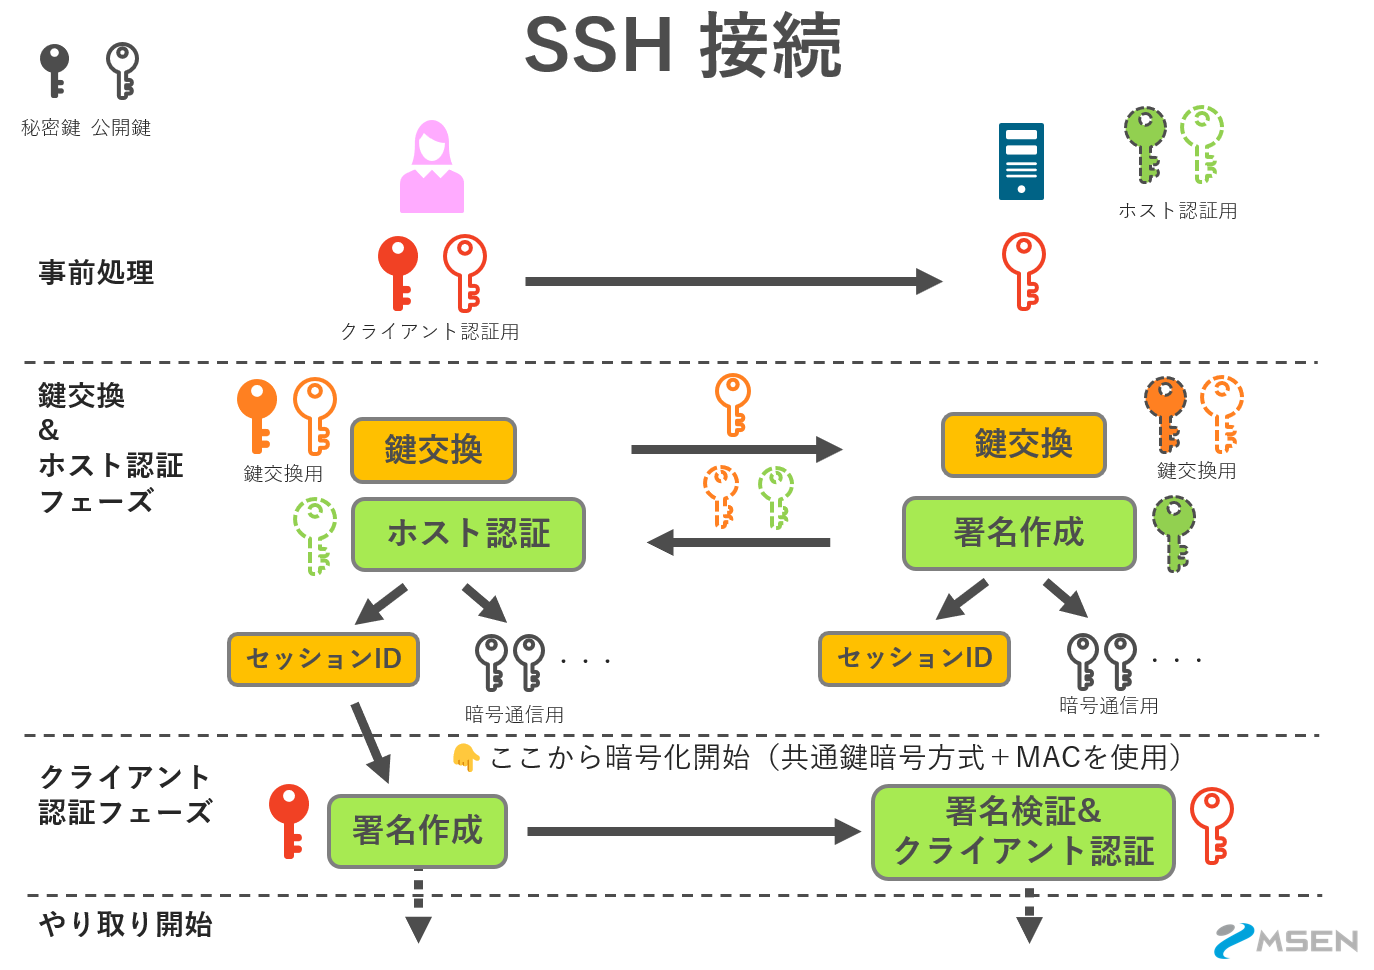 SSH 接続
秘密鍵 公開鍵
ホスト認証用
事前処理
クライアント認証用
鍵交換
&
ホスト認証
フェーズ
鍵交換用
鍵交換
鍵交換
鍵交換用
ホスト認証
署名作成
セッションID
暗号通信用
・・・
セッションID
暗号通信用
・・・
ここから暗号化開始（共通鍵暗号方式＋MACを使用）
クライアント
認証フェーズ
署名作成
署名検証&
クライアント認証
やり取り開始
MSEN